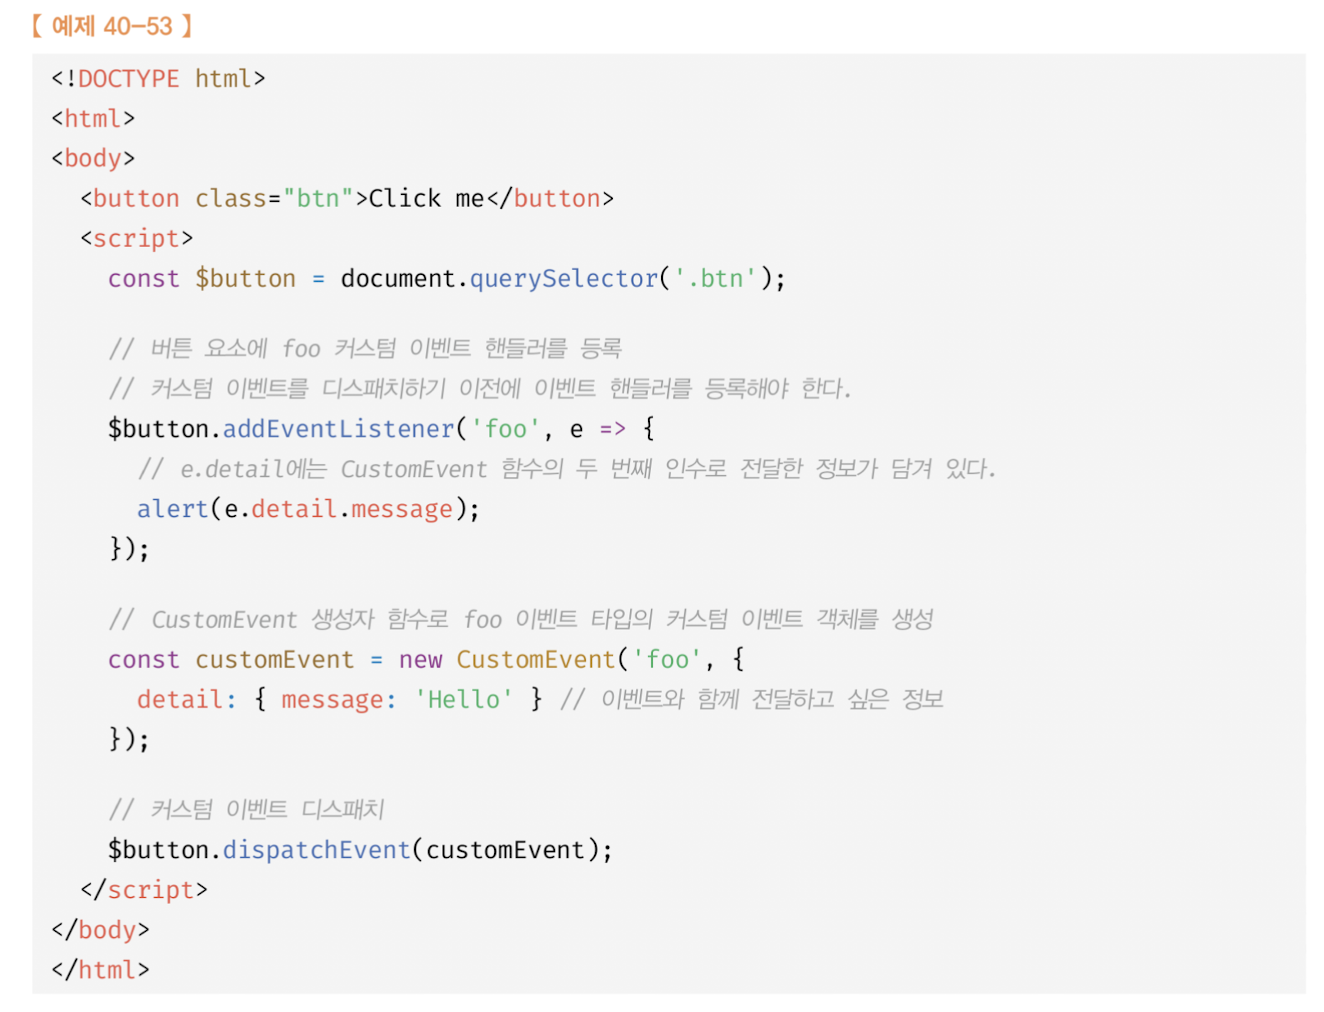 【 예제 40-53 】
<!DOCTYPE html>
<html>
<body>
  <button class="btn">Click me</button>
  <script>
    const $button = document.querySelector('.btn');
    // 버튼 요소에 foo 커스텀 이벤트 핸들러를 등록
    // 커스텀 이벤트를 디스패치하기 이전에 이벤트 핸들러를 등록해야 한다.
    $button.addEventListener('foo', e => {
      // e.detail에는 CustomEvent 함수의 두 번째 인수로 전달한 정보가 담겨 있다.
      alert(e.detail.message);
    });
    // CustomEvent 생성자 함수로 foo 이벤트 타입의 커스텀 이벤트 객체를 생성
    const customEvent = new CustomEvent('foo', {
      detail: { message: 'Hello' } // 이벤트와 함께 전달하고 싶은 정보
    });
    // 커스텀 이벤트 디스패치
    $button.dispatchEvent(customEvent);
  </script>
</body>
</html>